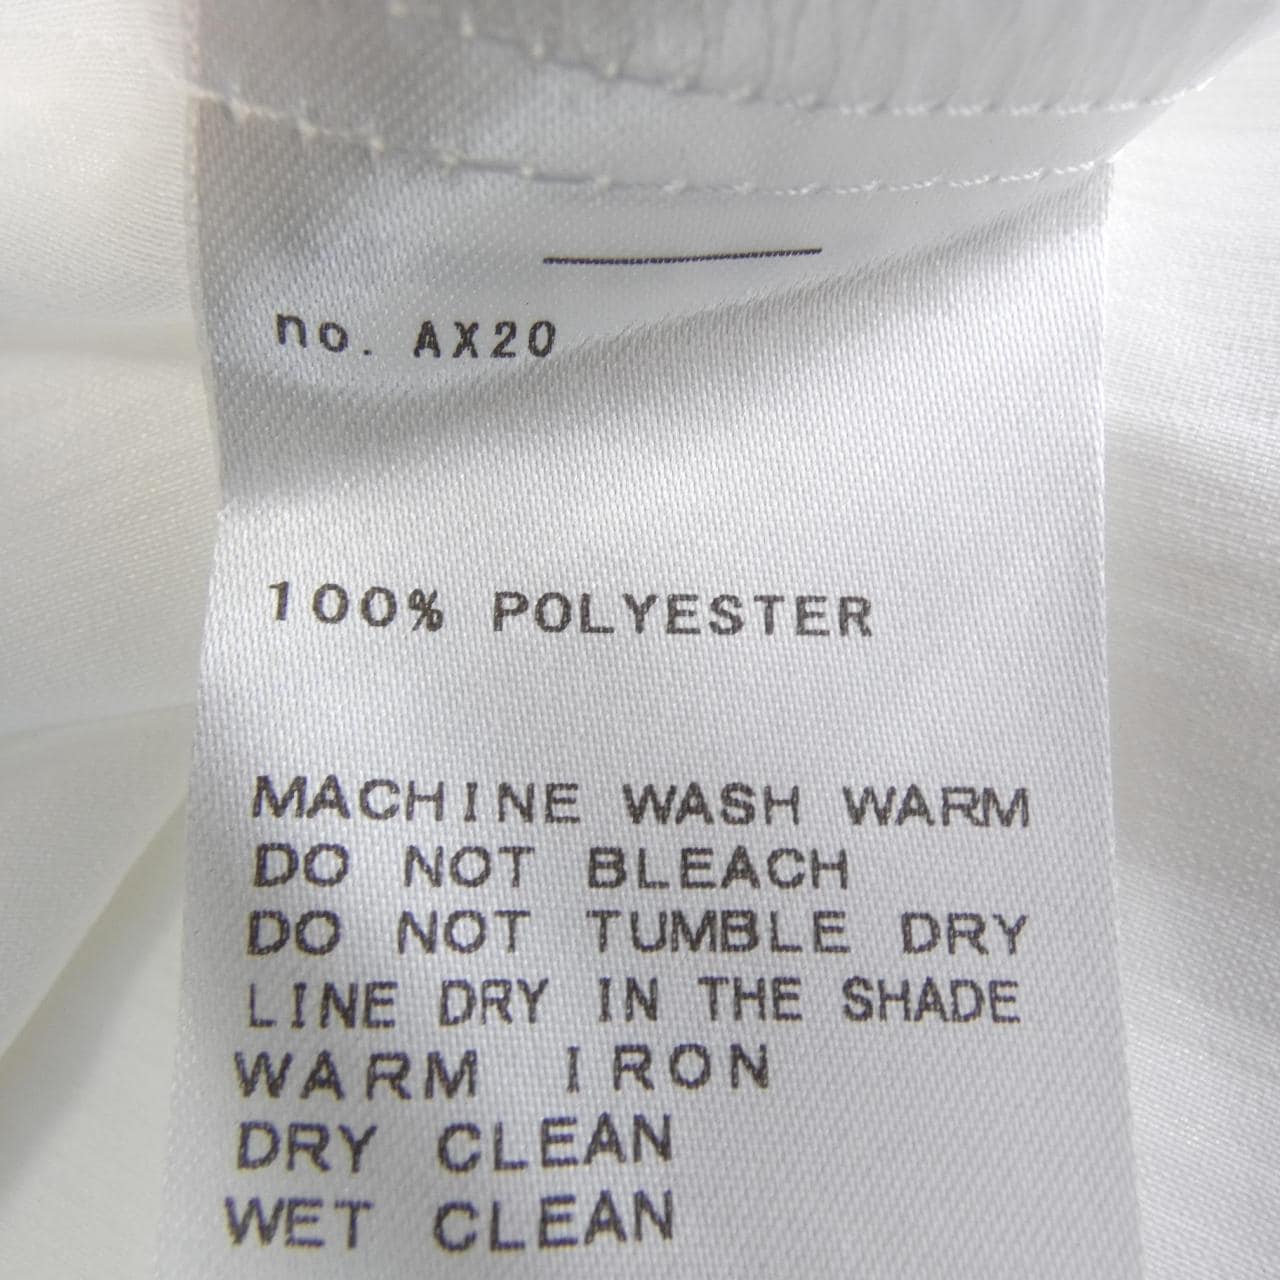 no. AX20
100% POLYESTER
MACHINE WASH WARM
DO NOT BLEACH
DO NOT TUMBLE DRY
LINE DRY IN THE SHADE
WARM IRON
DRY CLEAN
WET CLEAN